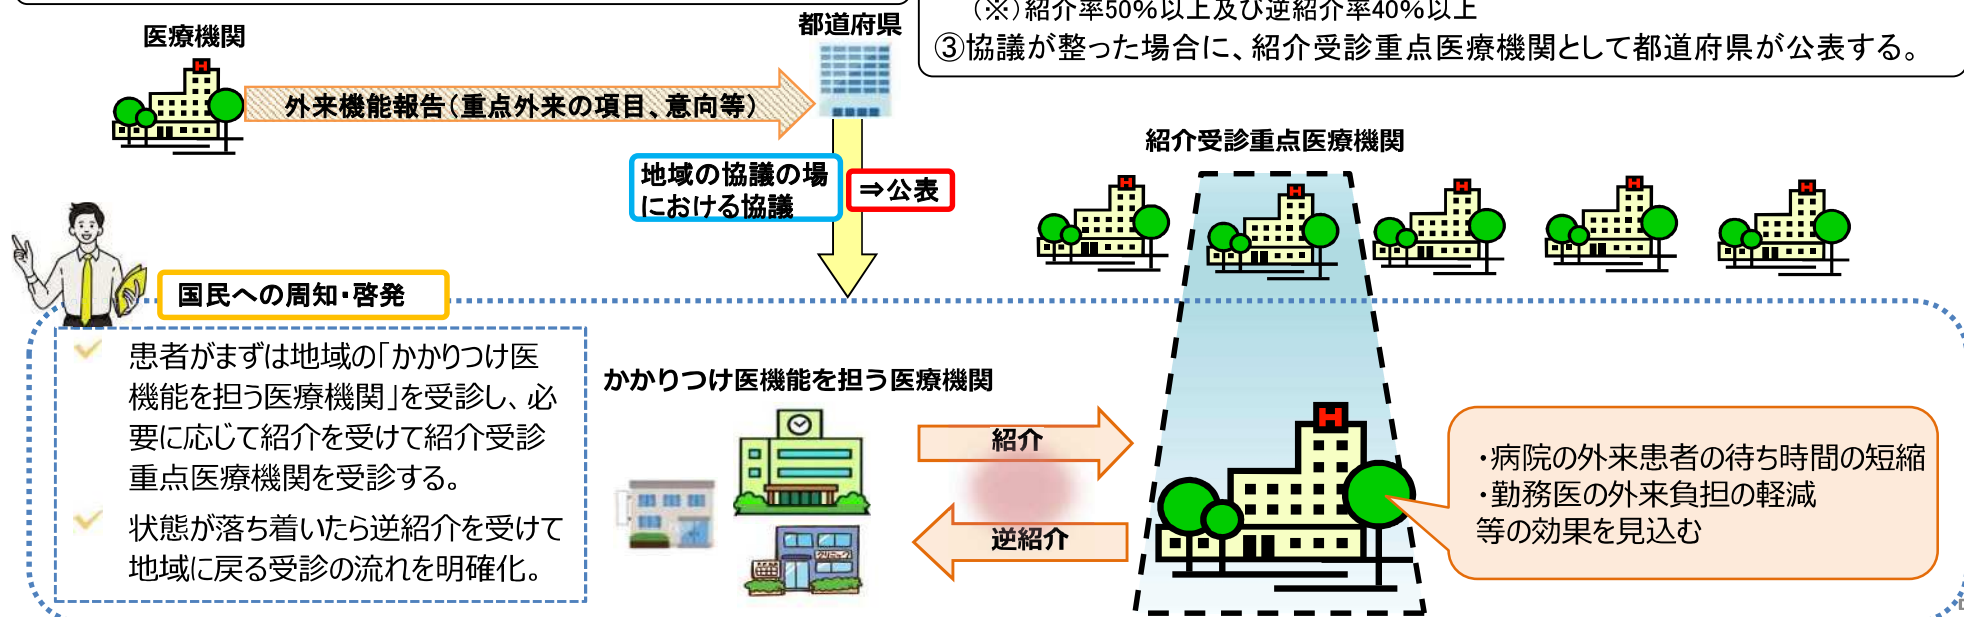 (※)紹介率50%以上及び逆紹介率40%以上
③協議が整った場合に、紹介受診重点医療機関として都道府県が公表する。
都道府県
医療機関
外来機能報告(重点外来の項目、意向等)
地域の協議の場
における協議
⇒公表
紹介受診重点医療機関
国民への周知・啓発
患者がまずは地域の「かかりつけ医
機能を担う医療機関」を受診し、必
要に応じて紹介を受けて紹介受診
重点医療機関を受診する。
状態が落ち着いたら逆紹介を受けて
地域に戻る受診の流れを明確化。
かかりつけ医機能を担う医療機関
クリニック
紹介
逆紹介
・病院の外来患者の待ち時間の短縮
・勤務医の外来負担の軽減
等の効果を見込む
H
H
H
H
H
H
H